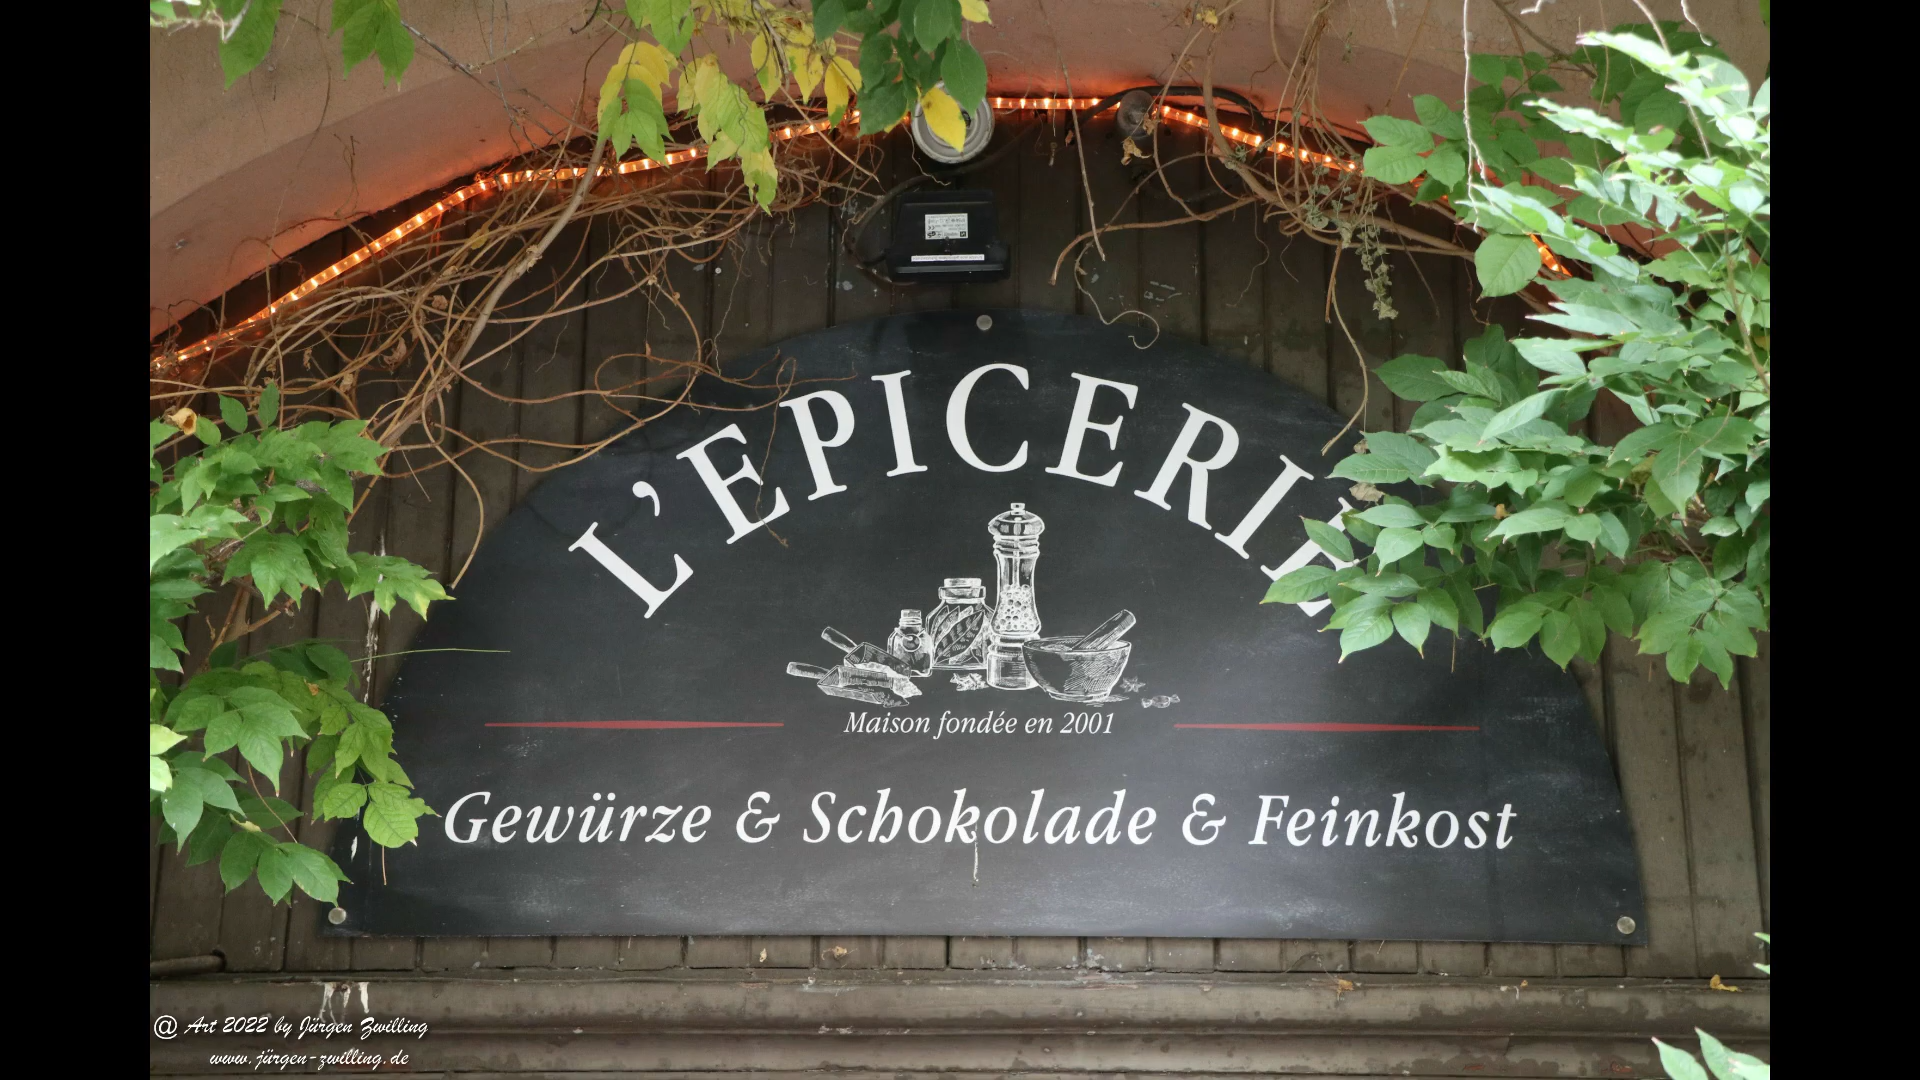 L'EPICERIE
Maison fondée en 2001
Gewürze & Schokolade & Feinkost
@ Art 2022 by Jürgen Zwilling
www.jürgen-zwilling.de